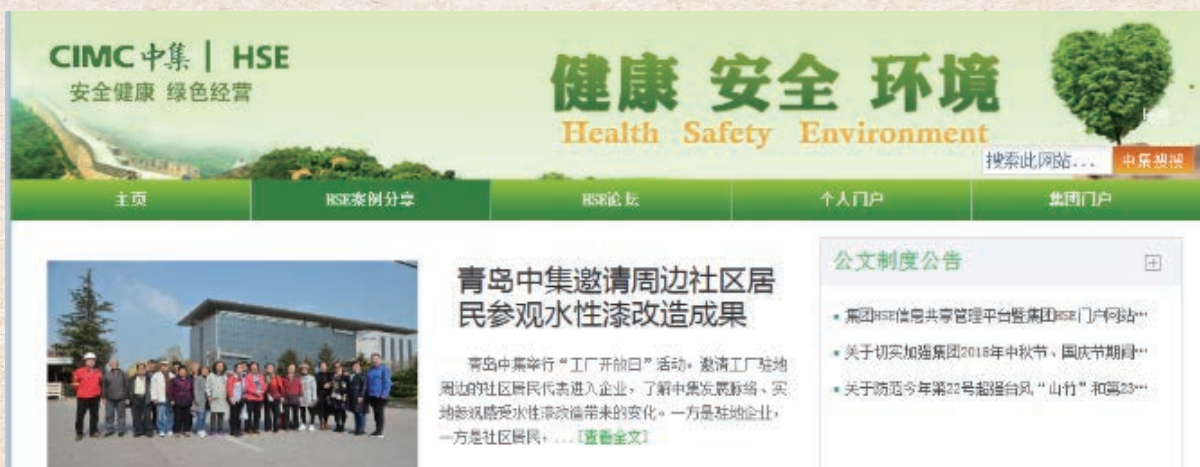 CIMC中集 | HSE
安全健康 绿色经营
健康 安全 环境
Health Safety Environment
搜索此网站...
中集搜搜
主页
HSE案例分享
HSE论坛
个人门户
集团门户
青岛中集邀请周边社区居
民参观水性漆改造成果
青岛中集举行“工厂开放日”活动，邀请工厂驻地
周边的社区居民代表进入企业，了解中集发展脉络、实
地参观感受水性漆改造带来的变化。一方是驻地企业，
一方是社区居民，...[查看全文]
公文制度公告
集团HSE信息共享管理平台暨集团HSE门户网站…
关于切实加强集团2018年中秋节、国庆节期间…
关于防范今年第22号超强台风“山竹”和第23…